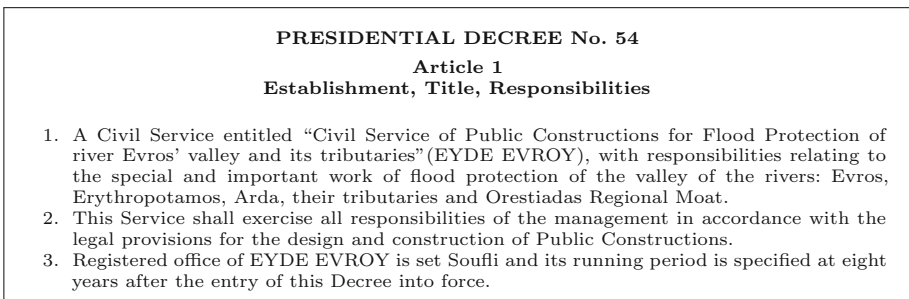 PRESIDENTIAL DECREE No. 54
Article 1
Establishment, Title, Responsibilities
1. A Civil Service entitled “Civil Service of Public Constructions for Flood Protection of
river Evros’ valley and its tributaries”(EYDE EVROY), with responsibilities relating to
the special and important work of flood protection of the valley of the rivers: Evros,
Erythropotamos, Arda, their tributaries and Orestiadas Regional Moat.
2. This Service shall exercise all responsibilities of the management in accordance with the
legal provisions for the design and construction of Public Constructions.
3. Registered office of EYDE EVROY is set Soufli and its running period is specified at eight
years after the entry of this Decree into force.